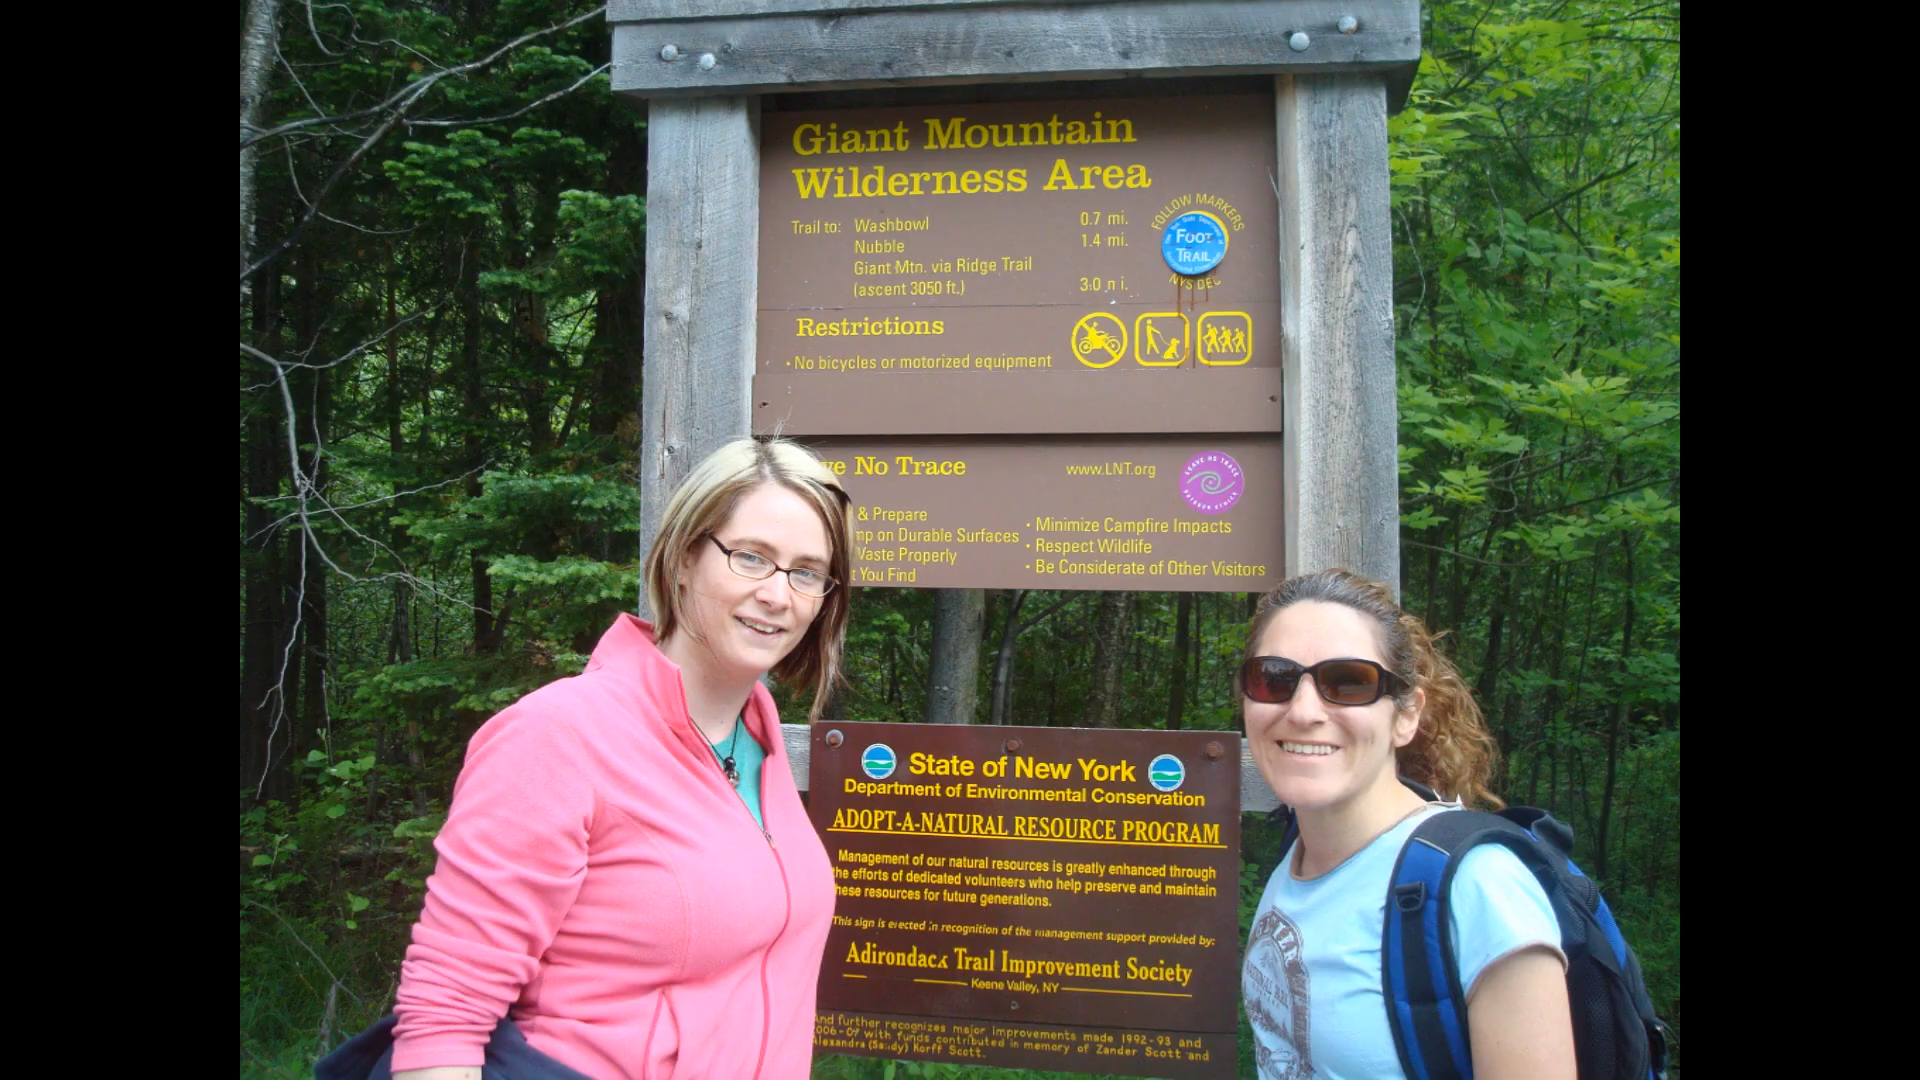 Giant Mountain
Wilderness Area
Trail to: Washbowl 0.7 mi.
Nubble 1.4 mi.
Giant Mtn. via Ridge Trail
(ascent 3050 ft.) 3.0 mi.
FOLLOW MARKERS
FOOT
TRAIL
NYS DEC
Restrictions
• No bicycles or motorized equipment
No Trace
www.LNT.org
LEAVE NO TRACE
OUTDOOR ETHICS
& Prepare
on Durable Surfaces
Properly
You Find
• Minimize Campfire Impacts
• Respect Wildlife
• Be Considerate of Other Visitors
State of New York
Department of Environmental Conservation
ADOPT-A-NATURAL RESOURCE PROGRAM
Management of our natural resources is greatly enhanced through
the efforts of dedicated volunteers who help preserve and maintain
these resources for future generations.
This sign is erected in recognition of the management support provided by:
Adirondack Trail Improvement Society
Keene Valley, NY
And further recognizes major improvements made 1992-93 and
2006-07 with funds contributed in memory of Zander Scott and
Alexandra (Sandy) Korff Scott.